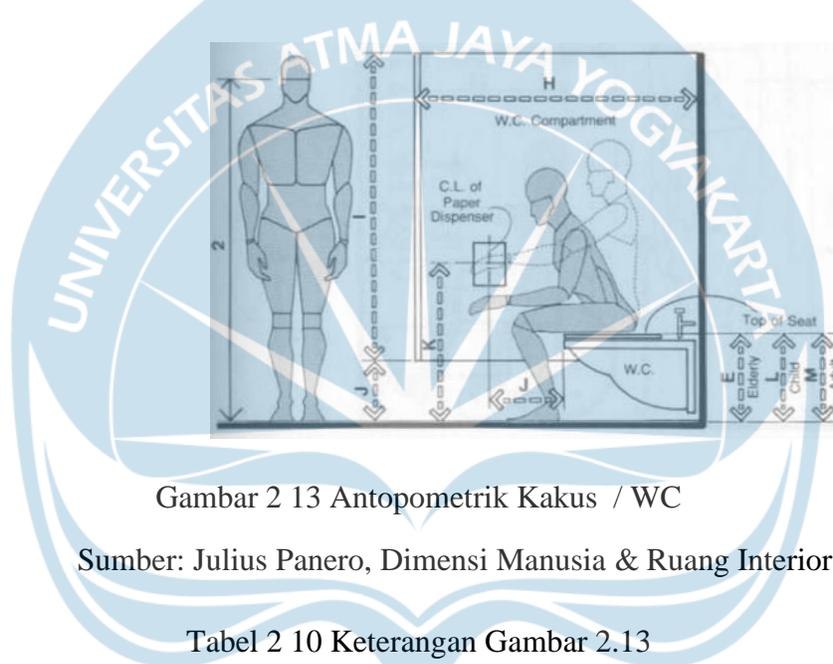 UNIVERSITAS ATMA JAYA YOGYAKARTA
H
W.C. Compartment
C.L. of
Paper
Dispenser
2
I
K
J
J
W.C.
Top of Seat
E
Elderly
L
Child
M
Gambar 2 13 Antopometrik Kakus / WC
Sumber: Julius Panero, Dimensi Manusia & Ruang Interior
Tabel 2 10 Keterangan Gambar 2.13